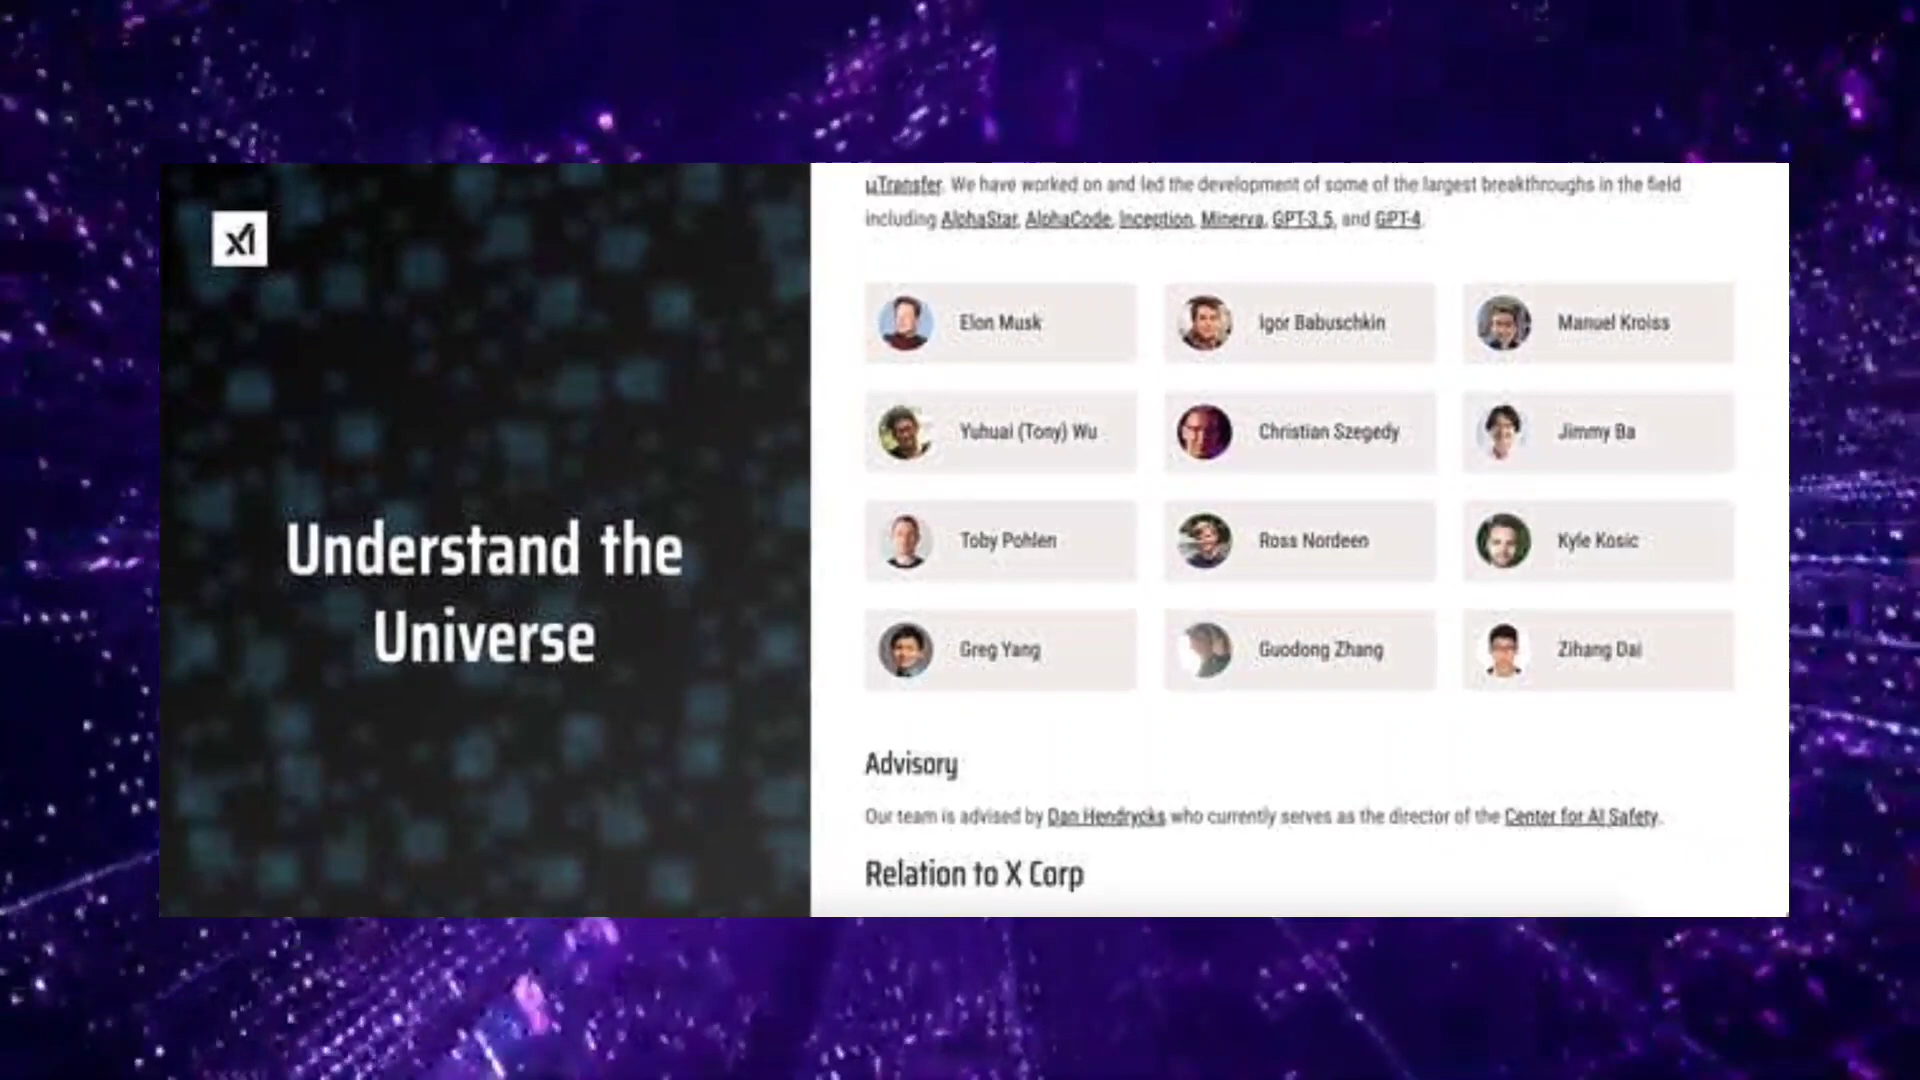 xAI
Understand the
Universe
μTransfer. We have worked on and led the development of some of the largest breakthroughs in the field
including AlphaStar, AlphaCode, Inception, Minerva, GPT-3.5, and GPT-4.
Elon Musk
Igor Babuschkin
Manuel Kroiss
Yuhuai (Tony) Wu
Christian Szegedy
Jimmy Ba
Toby Pohlen
Ross Nordeen
Kyle Kosic
Greg Yang
Guodong Zhang
Zihang Dai
Advisory
Our team is advised by Dan Hendrycks who currently serves as the director of the Center for AI Safety.
Relation to X Corp